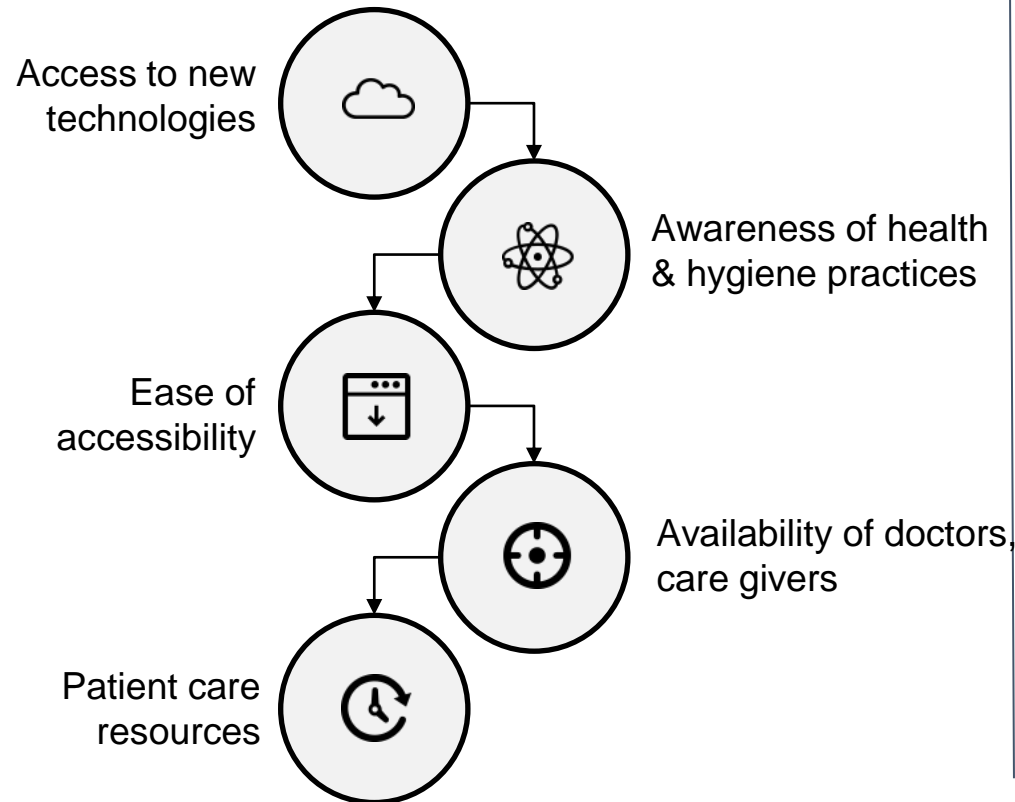 Access to new
technologies
Awareness of health
& hygiene practices
Ease of
accessibility
Availability of doctors,
care givers
Patient care
resources